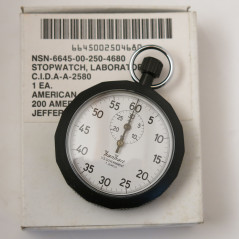 6645002504680
NSN-6645-00-250-4680
STOPWATCH, LABORATO
C.I.D.A-A-2580
1 EA.
AMERICAN
200 AME
JEFFER
60
5
10
15
20
25
30
35
40
45
50
55